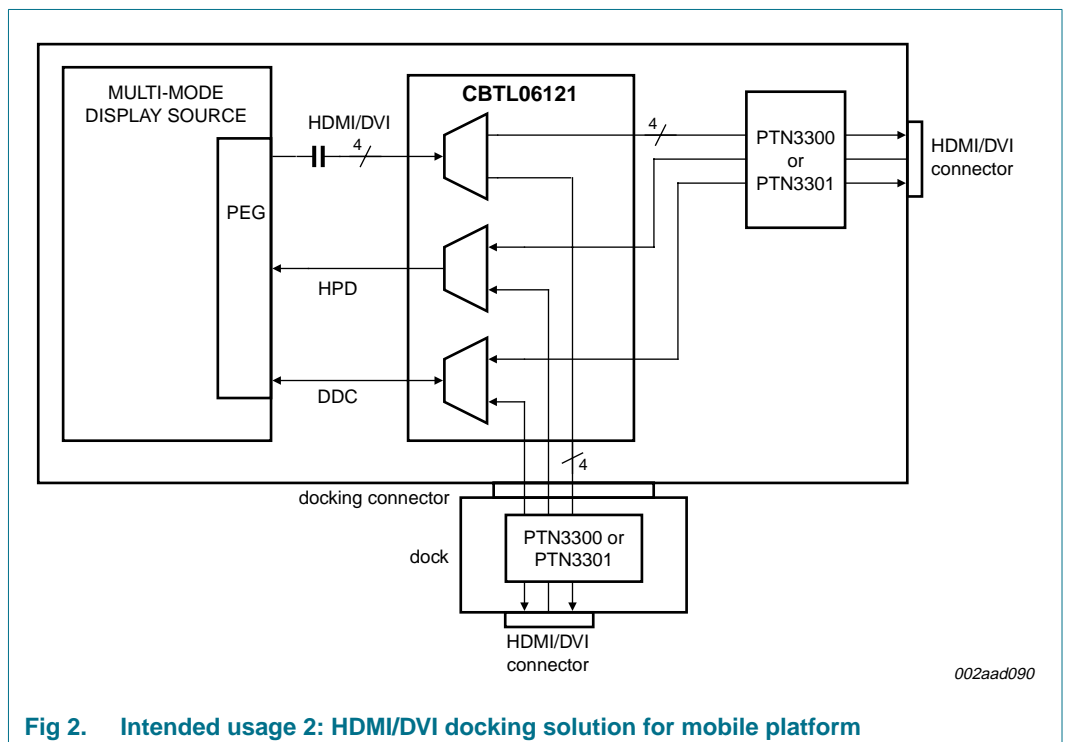 MULTI-MODE
DISPLAY SOURCE
PEG
HDMI/DVI
4
CBTL06121
4
PTN3300
or
PTN3301
HDMI/DVI
connector
HPD
DDC
4
docking connector
dock
PTN3300 or
PTN3301
HDMI/DVI
connector
002aad090
Fig 2. Intended usage 2: HDMI/DVI docking solution for mobile platform